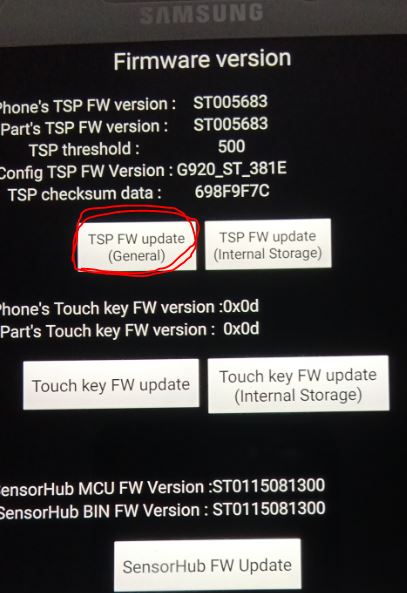 SAMSUNG
Firmware version
Phone's TSP FW version : ST005683
Part's TSP FW version : ST005683
TSP threshold : 500
Config TSP FW Version : G920_ST_381E
TSP checksum data : 698F9F7C
TSP FW update
(General)
TSP FW update
(Internal Storage)
Phone's Touch key FW version :0x0d
Part's Touch key FW version : 0x0d
Touch key FW update
Touch key FW update
(Internal Storage)
SensorHub MCU FW Version :ST0115081300
SensorHub BIN FW Version : ST0115081300
SensorHub FW Update